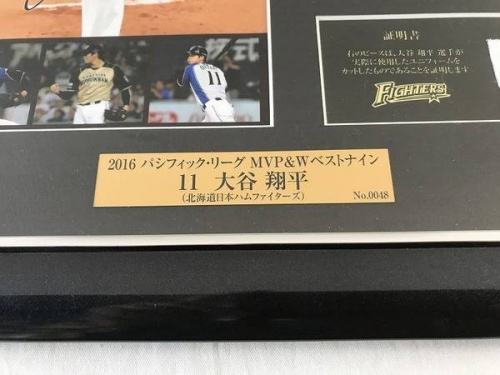 証明書
右のピースは、大谷 翔平 選手が
実際に使用したユニフォームを
カットしたものであることを証明します
FIGHTERS
株式
11
2016 パシフィック・リーグ MVP&Wベストナイン
11 大谷 翔平
(北海道日本ハムファイターズ)
No.0048